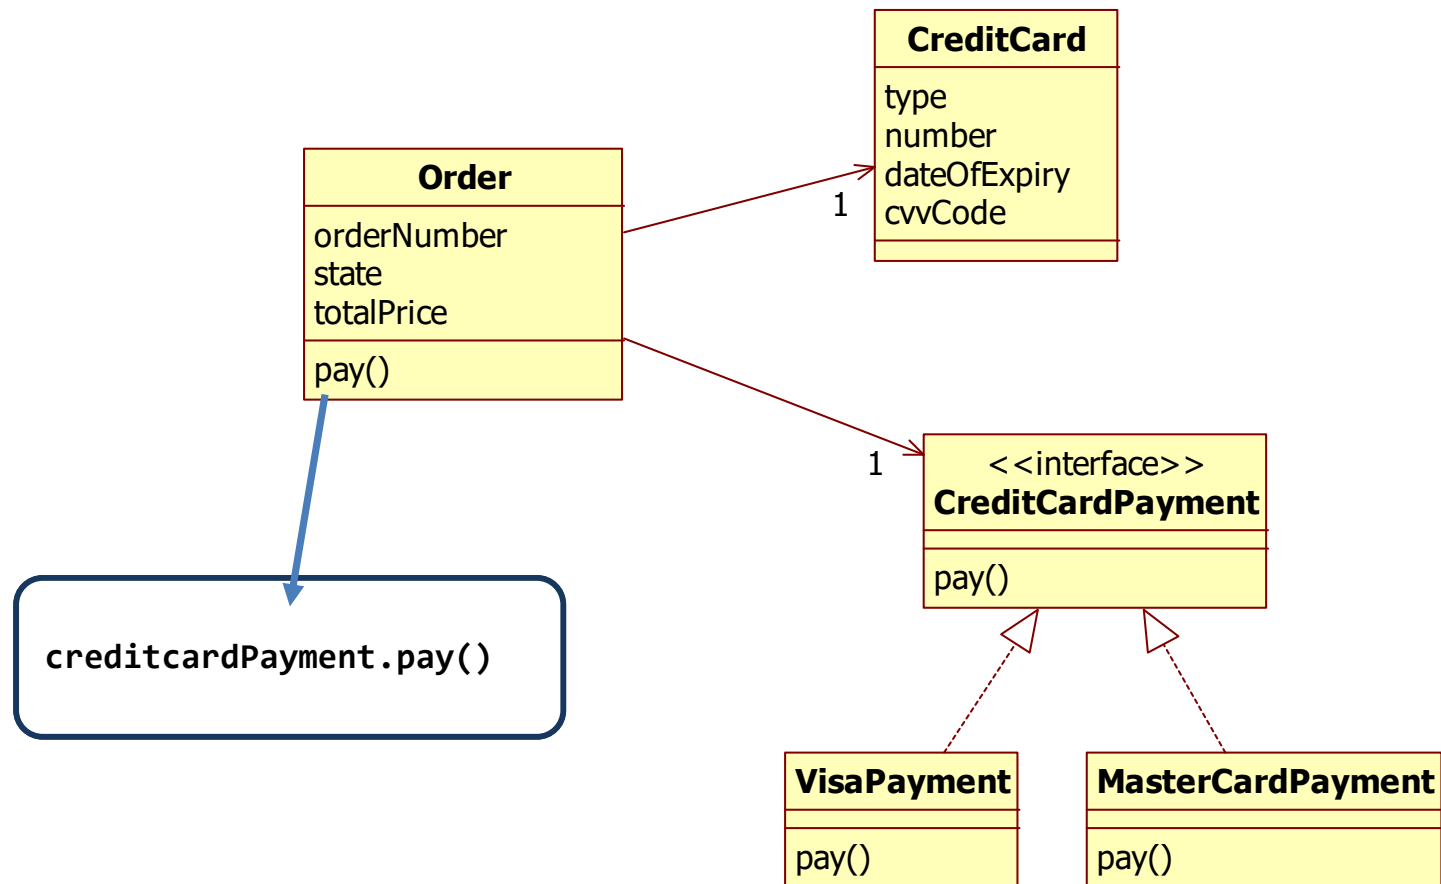 CreditCard
type
number
dateOfExpiry
cvvCode
Order
orderNumber
state
totalPrice
pay()
1
1
<<interface>>
CreditCardPayment
pay()
creditcardPayment.pay()
VisaPayment
pay()
MasterCardPayment
pay()